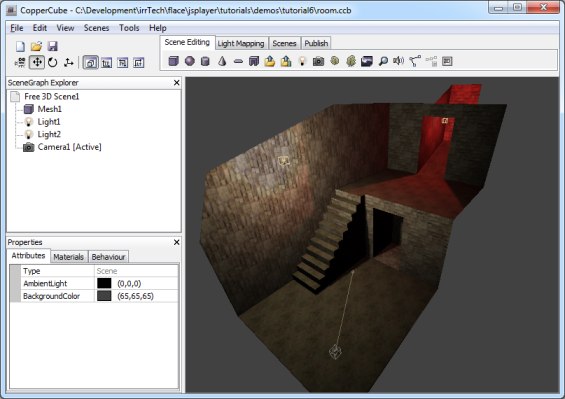 CopperCube - C:\Development\irrTech\flace\jsplayer\tutorials\demos\tutorial6\room.ccb
File Edit View Scenes Tools Help
Scene Editing Light Mapping Scenes Publish
SceneGraph Explorer
Free 3D Scene1
Mesh1
Light1
Light2
Camera1 [Active]
Properties
Attributes Materials Behaviour
Type Scene
AmbientLight (0,0,0)
BackgroundColor (65,65,65)